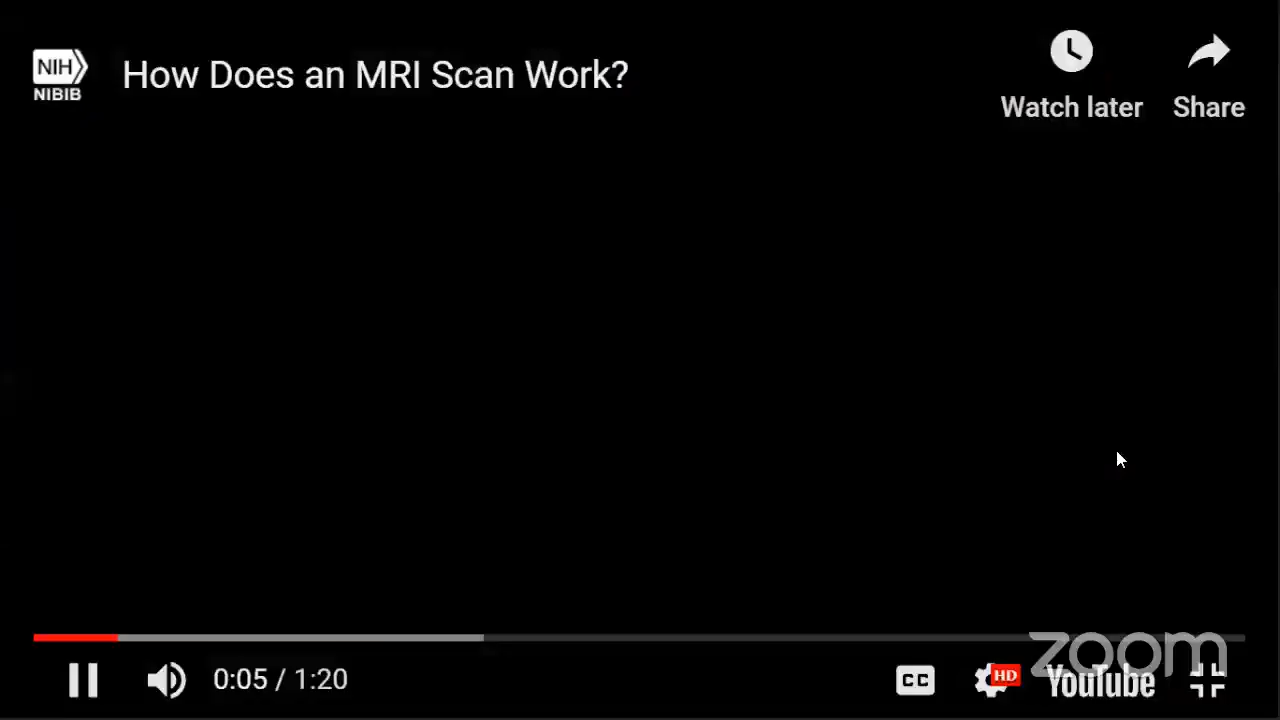 NIH
NIBIB
How Does an MRI Scan Work?
Watch later
Share
0:05 / 1:20
CC
HD
YouTube
zoom